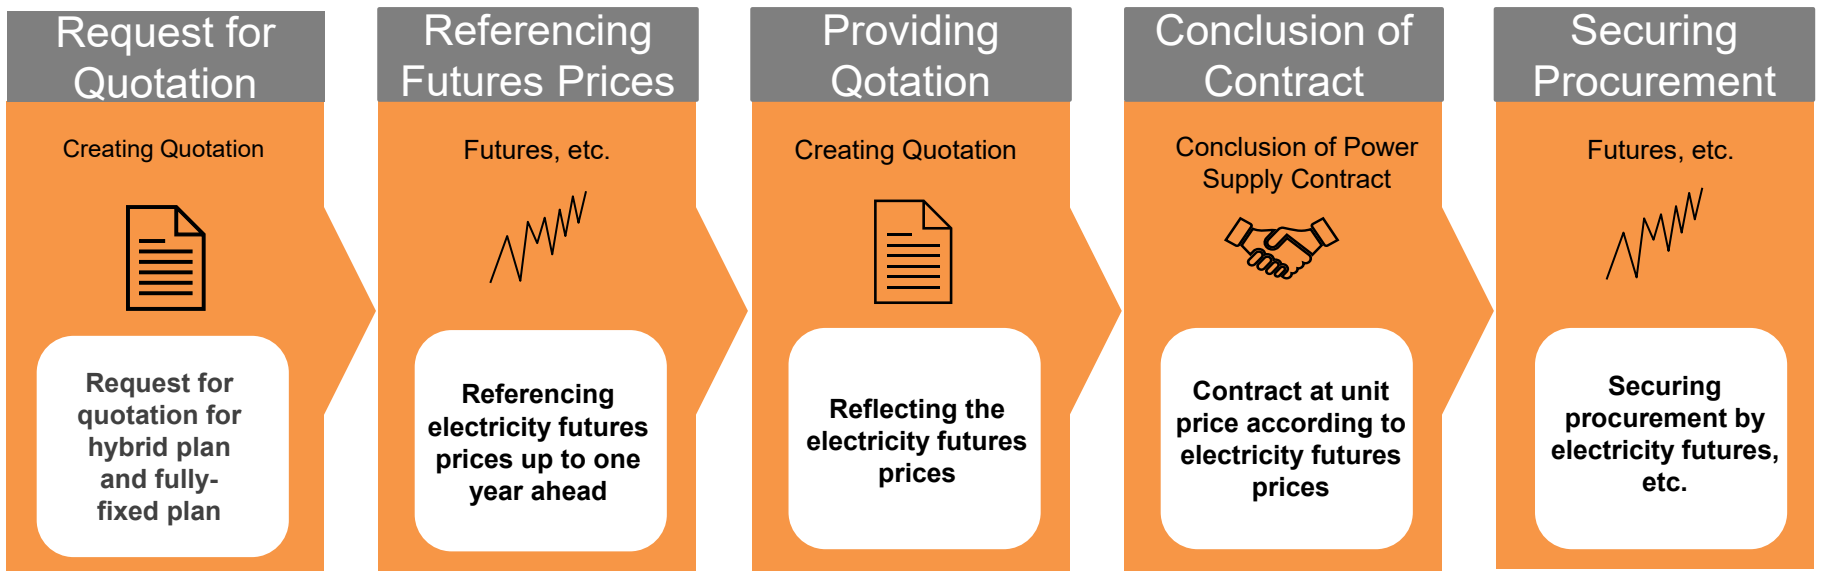 Request for
Quotation
Creating Quotation
Request for
quotation for
hybrid plan
and fully-
fixed plan
Referencing
Futures Prices
Futures, etc.
Referencing
electricity futures
prices up to one
year ahead
Providing
Qotation
Creating Quotation
Reflecting the
electricity futures
prices
Conclusion of
Contract
Conclusion of Power
Supply Contract
Contract at unit
price according to
electricity futures
prices
Securing
Procurement
Futures, etc.
Securing
procurement by
electricity futures,
etc.